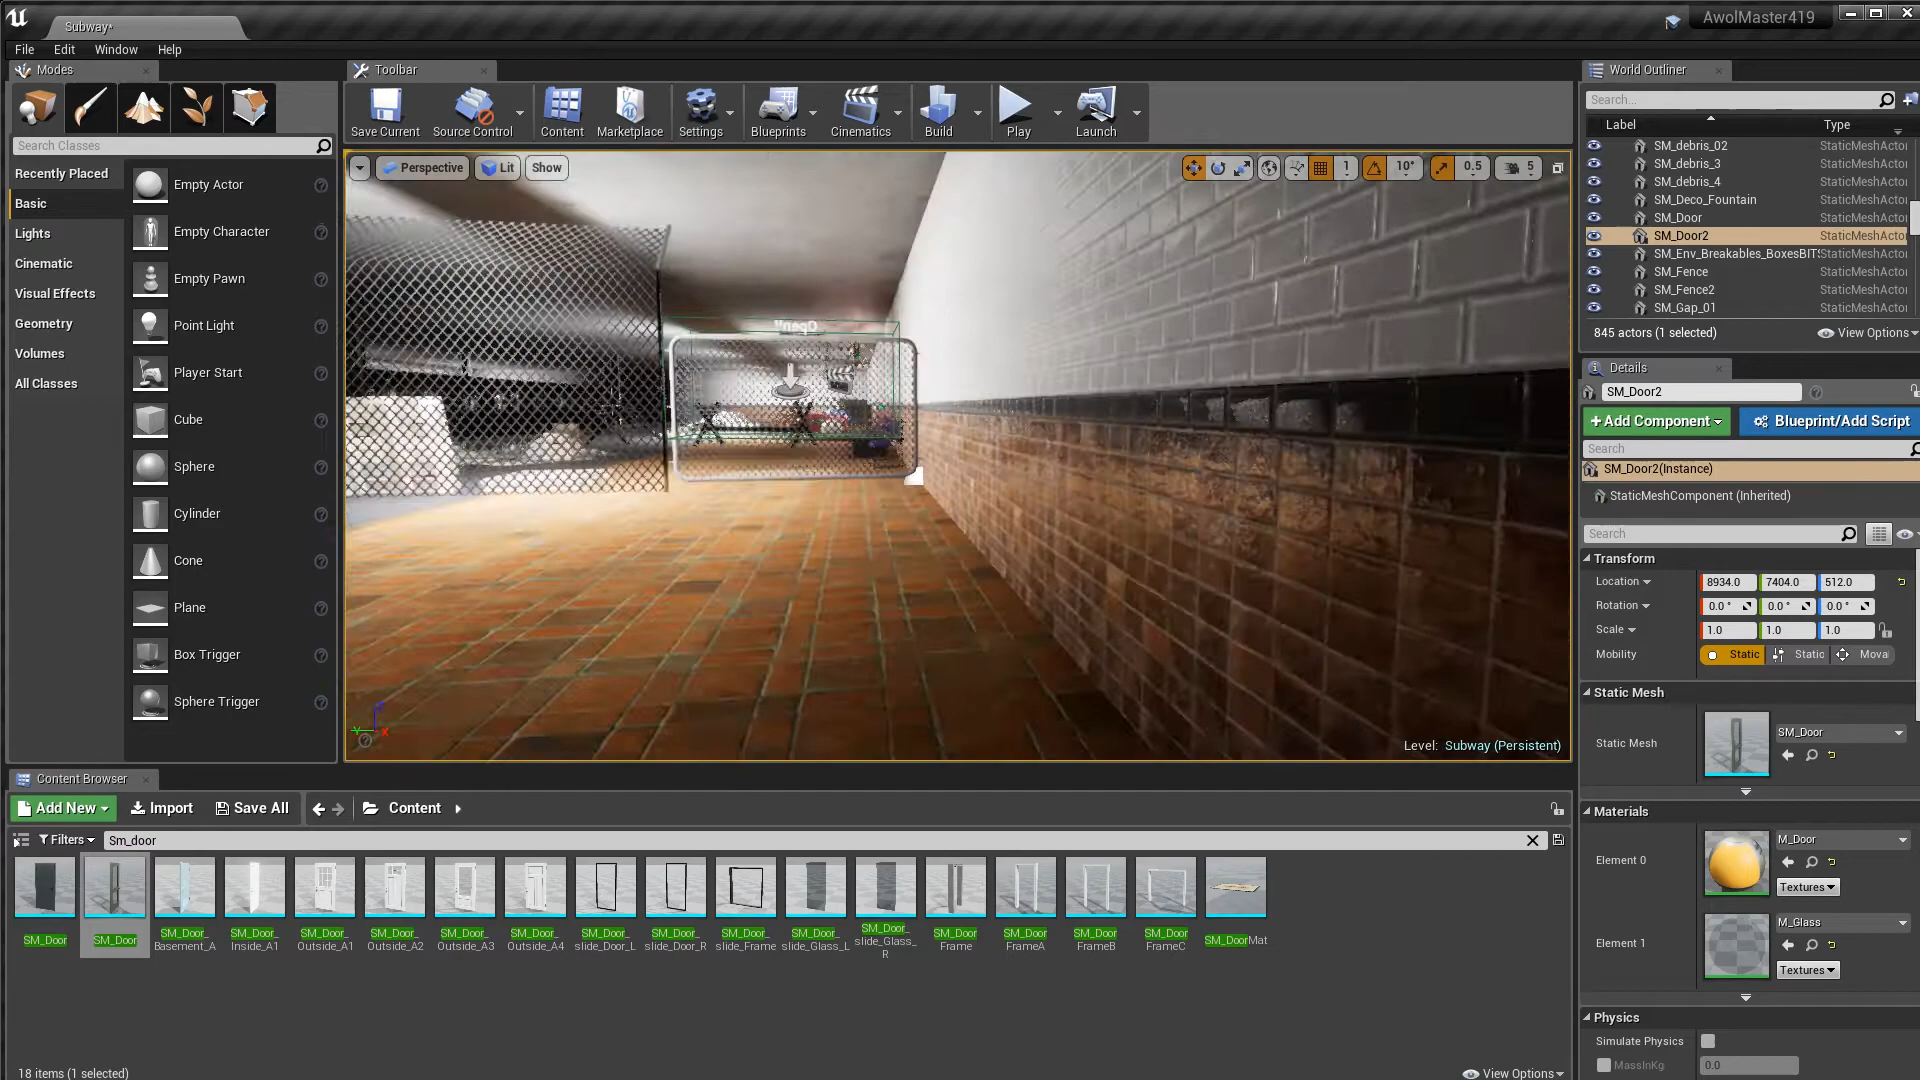 Subway*
AwolMaster419
File Edit Window Help
Modes
Toolbar
World Outliner
Search Classes
Save Current
Source Control
Content
Marketplace
Settings
Blueprints
Cinematics
Build
Play
Launch
Search...
Label
Type
Recently Placed
Basic
Lights
Cinematic
Visual Effects
Geometry
Volumes
All Classes
Empty Actor
Empty Character
Empty Pawn
Point Light
Player Start
Cube
Sphere
Cylinder
Cone
Plane
Box Trigger
Sphere Trigger
Perspective
Lit
Show
1
10°
0.5
5
Open!!
Level: Subway (Persistent)
SM_debris_02 StaticMeshActor
SM_debris_3 StaticMeshActor
SM_debris_4 StaticMeshActor
SM_Deco_Fountain StaticMeshActor
SM_Door StaticMeshActor
SM_Door2 StaticMeshActor
SM_Env_Breakables_BoxesBIT StaticMeshActor
SM_Fence StaticMeshActor
SM_Fence2 StaticMeshActor
SM_Gap_01 StaticMeshActor
845 actors (1 selected)
View Options
Details
SM_Door2
+Add Component
Blueprint/Add Script
Search
SM_Door2(Instance)
StaticMeshComponent (Inherited)
Search
Transform
Location 8934.0 7404.0 512.0
Rotation 0.0 ° 0.0 ° 0.0 °
Scale 1.0 1.0 1.0
Mobility Static Static Moval
Static Mesh
Static Mesh
SM_Door
Materials
Element 0
M_Door
Textures
Element 1
M_Glass
Textures
Physics
Simulate Physics
MassInKg 0.0
Content Browser
Add New
Import
Save All
Content
Filters
Sm_door
SM_Door
SM_Door
SM_Door_
Basement_A
SM_Door_
Inside_A1
SM_Door_
Outside_A1
SM_Door_
Outside_A2
SM_Door_
Outside_A3
SM_Door_
Outside_A4
SM_Door_
slide_Door_L
SM_Door_
slide_Door_R
SM_Door_
slide_Frame
SM_Door_
slide_Glass_L
SM_Door_
slide_Glass_
R
SM_Door
Frame
SM_Door
FrameA
SM_Door
FrameB
SM_Door
FrameC
SM_DoorMat
18 items (1 selected)
View Options